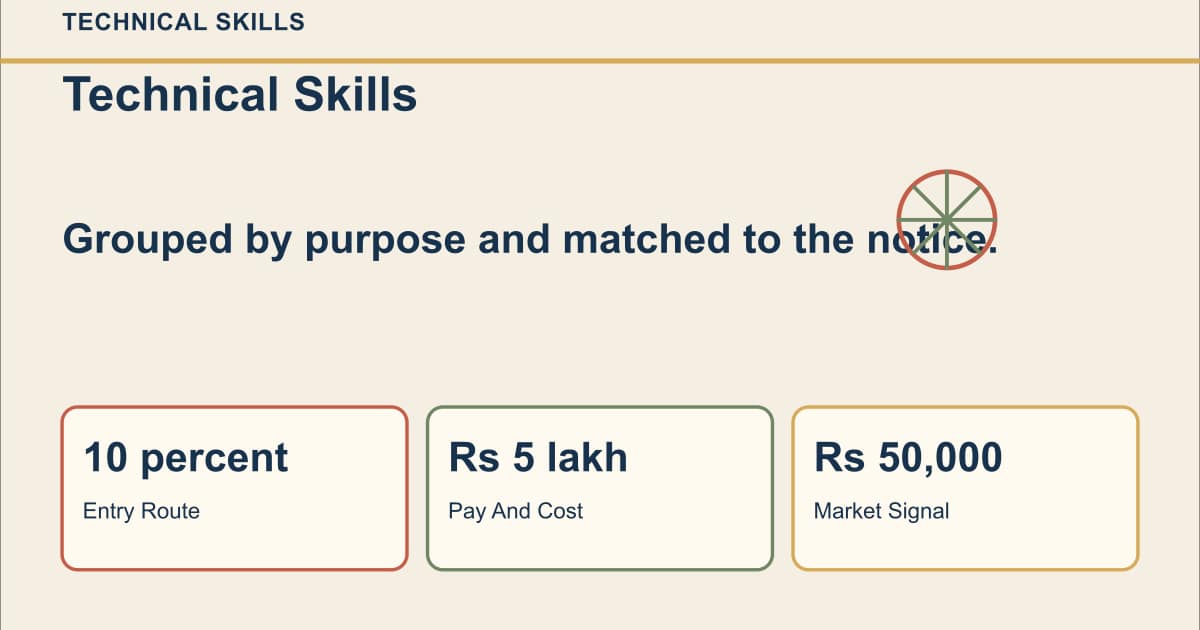 TECHNICAL SKILLS
Technical Skills
Grouped by purpose and matched to the notice.
10 percent
Entry Route
Rs 5 lakh
Pay And Cost
Rs 50,000
Market Signal